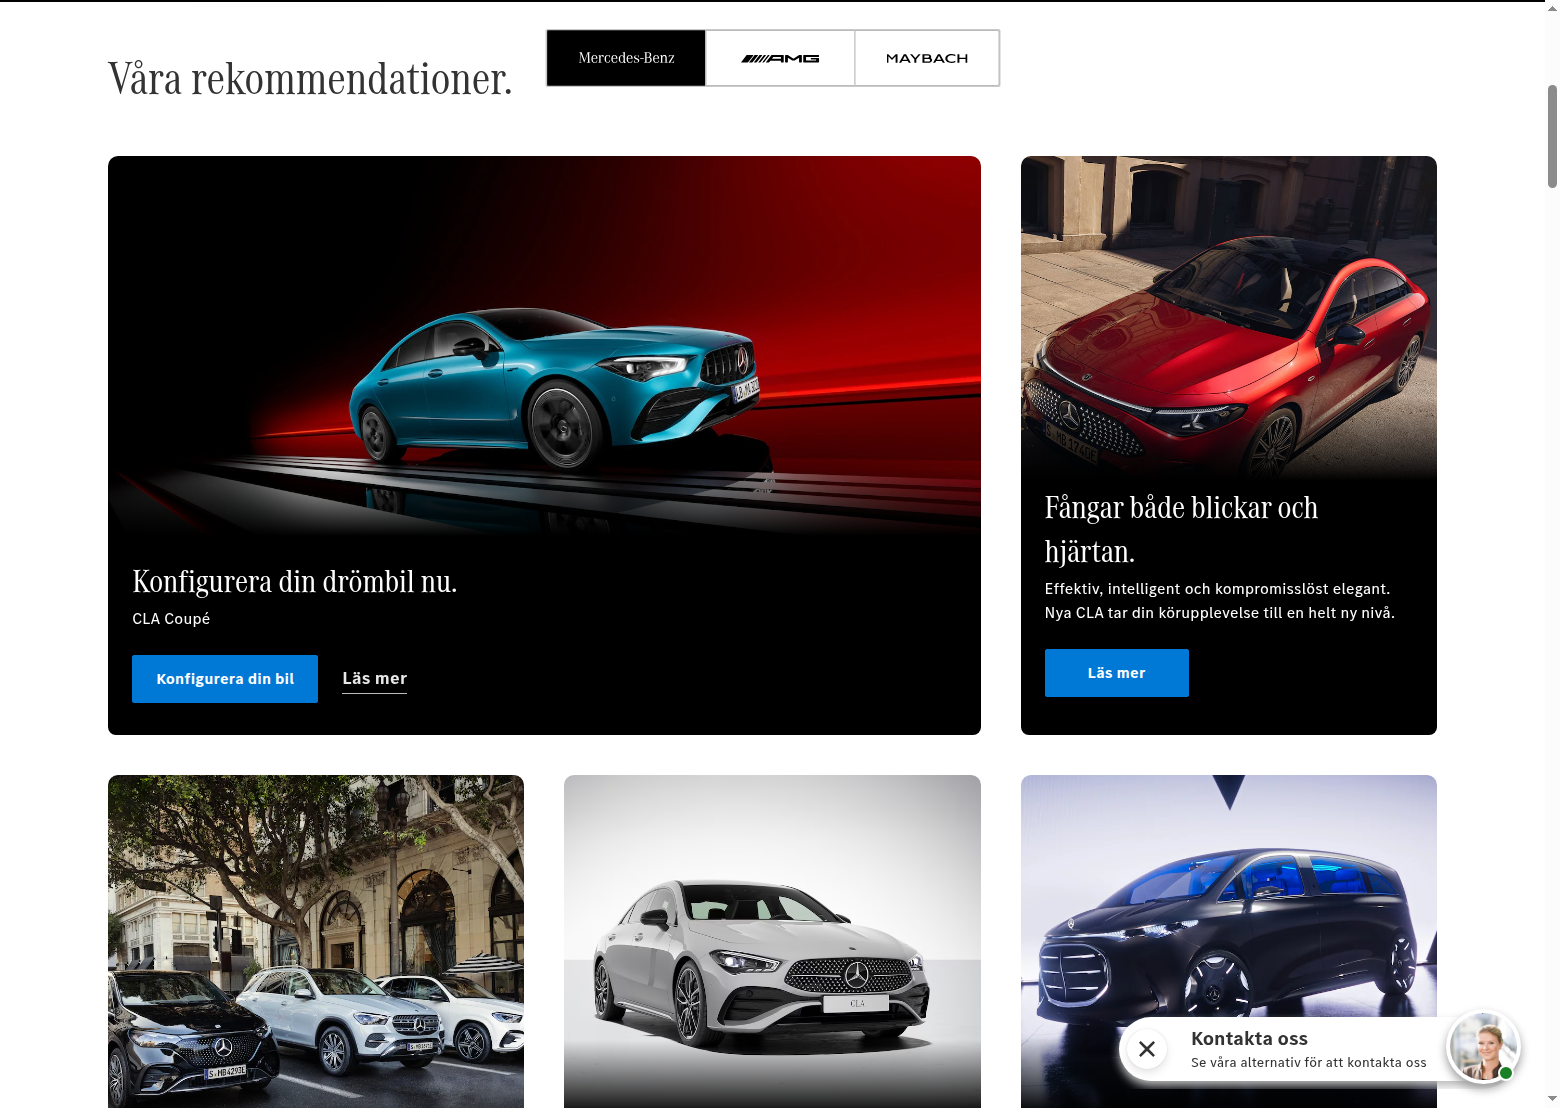 Våra rekommendationer.
Mercedes-Benz
AMG
MAYBACH
Konfigurera din drömbil nu.
CLA Coupé
Konfigurera din bil
Läs mer
Fångar både blickar och
hjärtan.
Effektiv, intelligent och kompromisslöst elegant.
Nya CLA tar din körupplevelse till en helt ny nivå.
Läs mer
CLA
Kontakta oss
Se våra alternativ för att kontakta oss